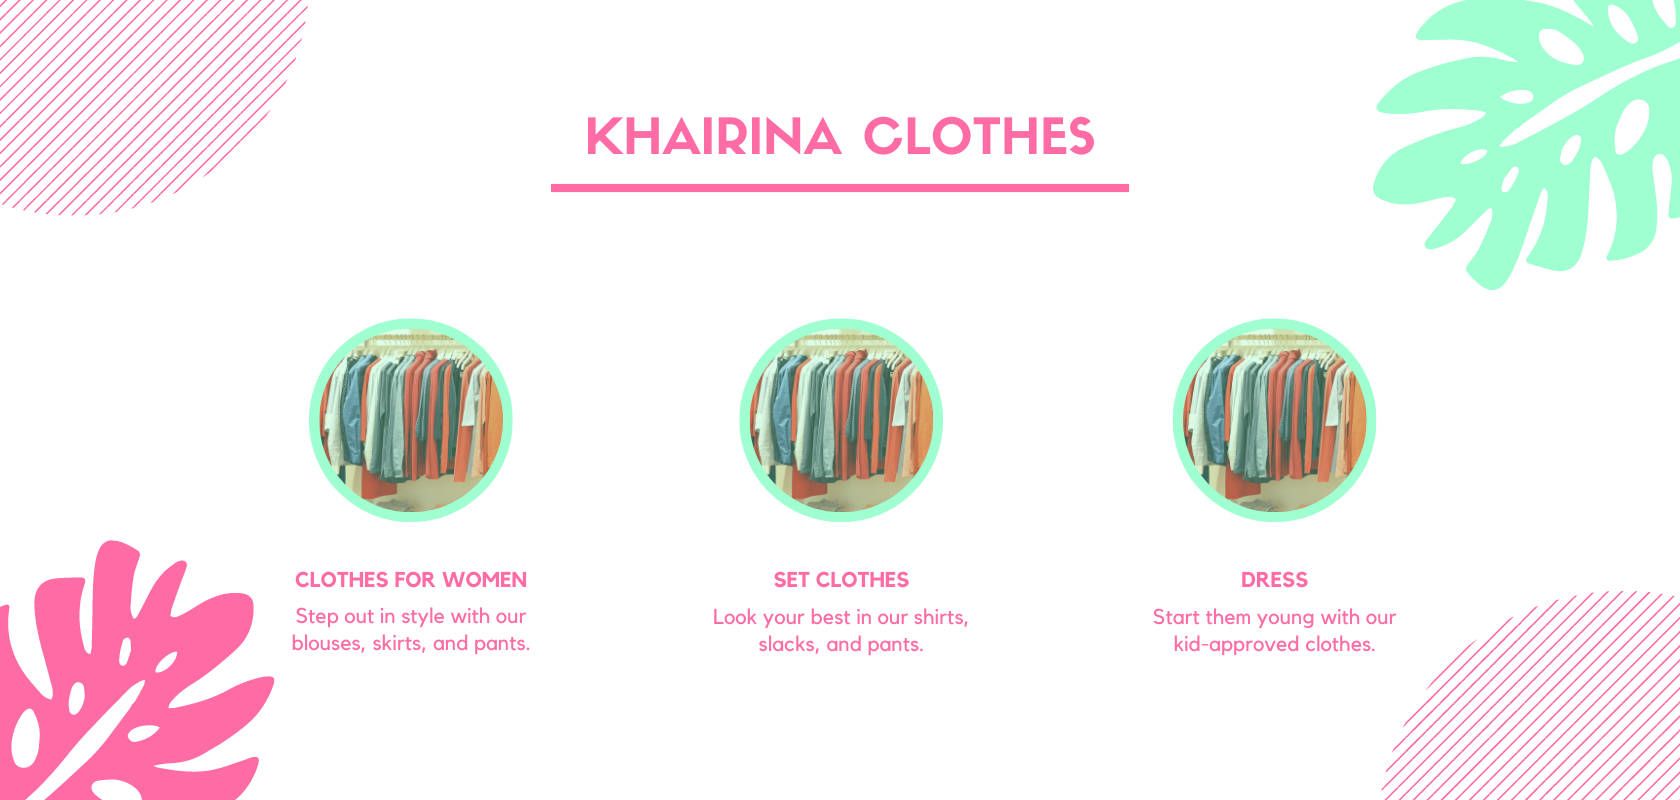 KHAIRINA CLOTHES
CLOTHES FOR WOMEN
Step out in style with our
blouses, skirts, and pants.
SET CLOTHES
Look your best in our shirts,
slacks, and pants.
DRESS
Start them young with our
kid-approved clothes.